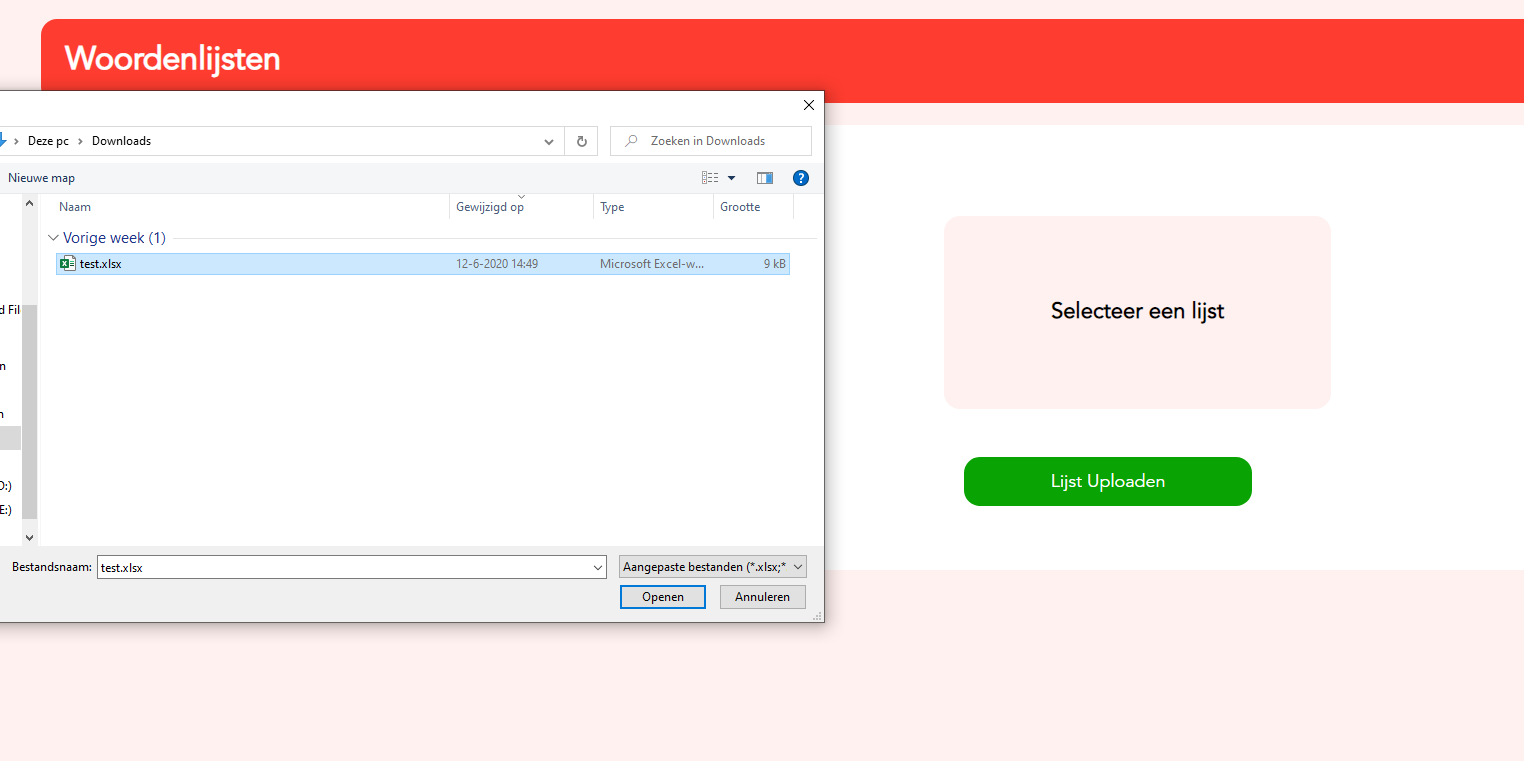 Woordenlijsten
Deze pc > Downloads
Zoeken in Downloads
Nieuwe map
?
Naam Gewijzigd op Type Grootte
Vorige week (1)
test.xlsx 12-6-2020 14:49 Microsoft Excel-w... 9 kB
d Fil
n
D:)
E:)
Bestandsnaam: test.xlsx Aangepaste bestanden (*.xlsx;*
Openen Annuleren
Selecteer een lijst
Lijst Uploaden